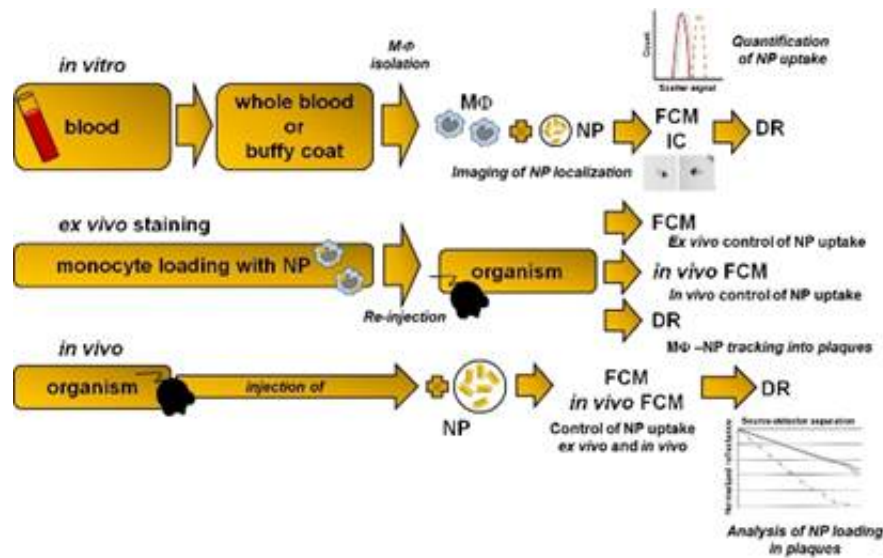 in vitro
blood
whole blood
or
buffy coat
M-Φ
isolation
MΦ
NP
Imaging of NP localization
Count
Scatter signal
Quantification
of NP uptake
FCM
IC
DR
ex vivo staining
monocyte loading with NP
Re-injection
organism
FCM
Ex vivo control of NP uptake
in vivo FCM
In vivo control of NP uptake
DR
MΦ –NP tracking into plaques
in vivo
organism
injection of
NP
FCM
in vivo FCM
Control of NP uptake
ex vivo and in vivo
DR
Source-detector separation
Normalized reflectance
Analysis of NP loading
in plaques